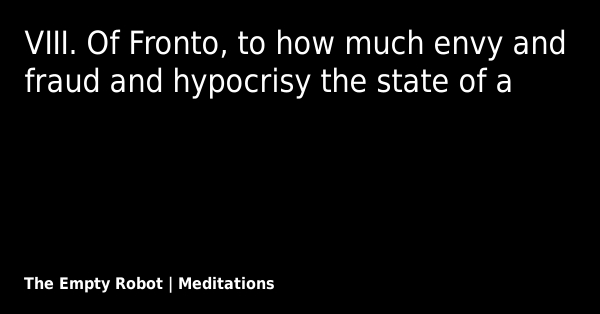 VIII. Of Fronto, to how much envy and
fraud and hypocrisy the state of a
The Empty Robot | Meditations